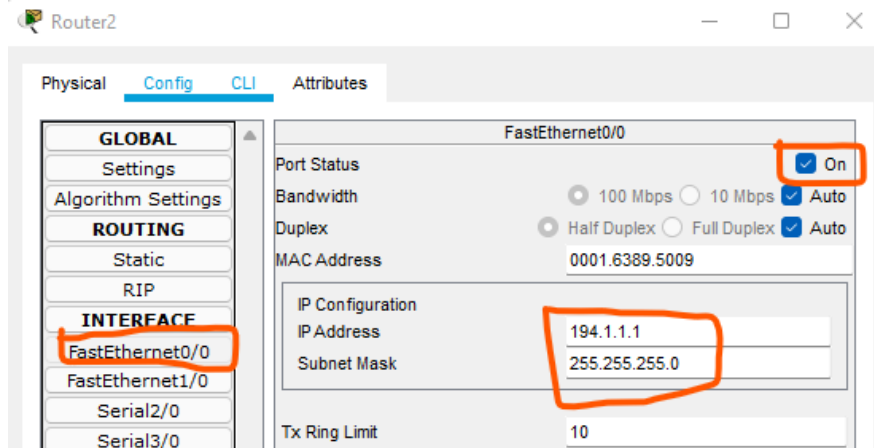 Router2
Physical Config CLI Attributes
GLOBAL
Settings
Algorithm Settings
ROUTING
Static
RIP
INTERFACE
FastEthernet0/0
FastEthernet1/0
Serial2/0
Serial3/0
FastEthernet0/0
Port Status On
Bandwidth 100 Mbps 10 Mbps Auto
Duplex Half Duplex Full Duplex Auto
MAC Address 0001.6389.5009
IP Configuration
IP Address 194.1.1.1
Subnet Mask 255.255.255.0
Tx Ring Limit 10